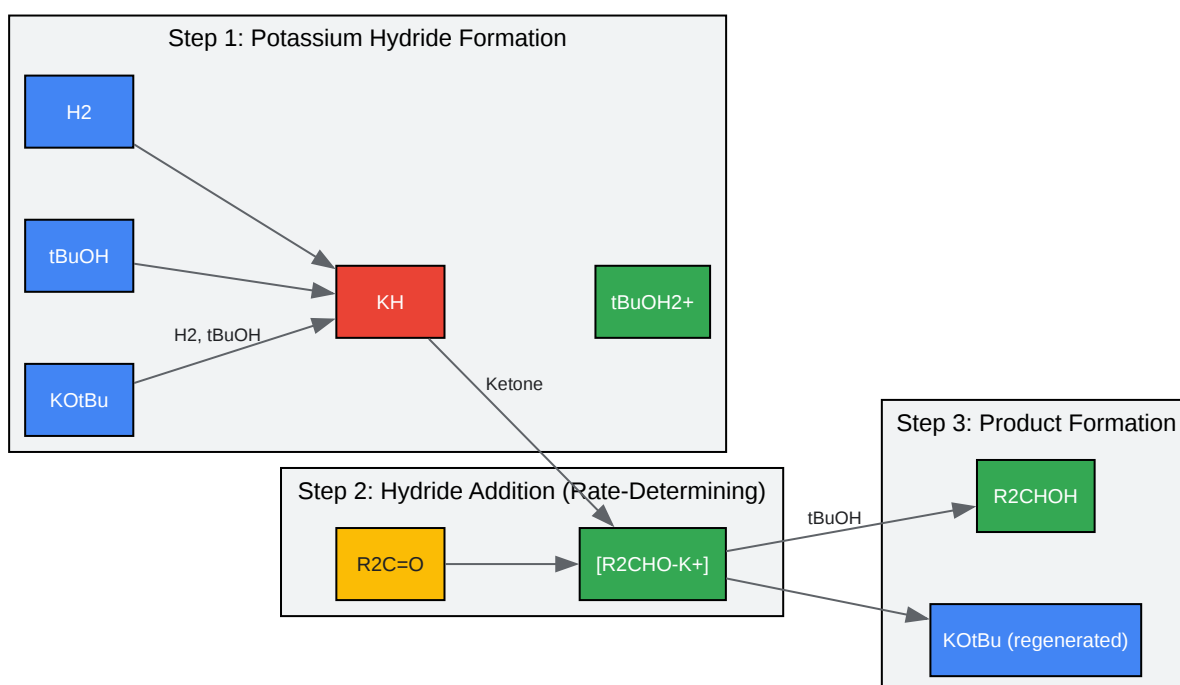 Step 1: Potassium Hydride Formation
H2
tBuOH
KH
tBuOH2+
H2, tBuOH
KOtBu
Ketone
Step 2: Hydride Addition (Rate-Determining)
R2C=O
[R2CHO-K+]
tBuOH
Step 3: Product Formation
R2CHOH
KOtBu (regenerated)